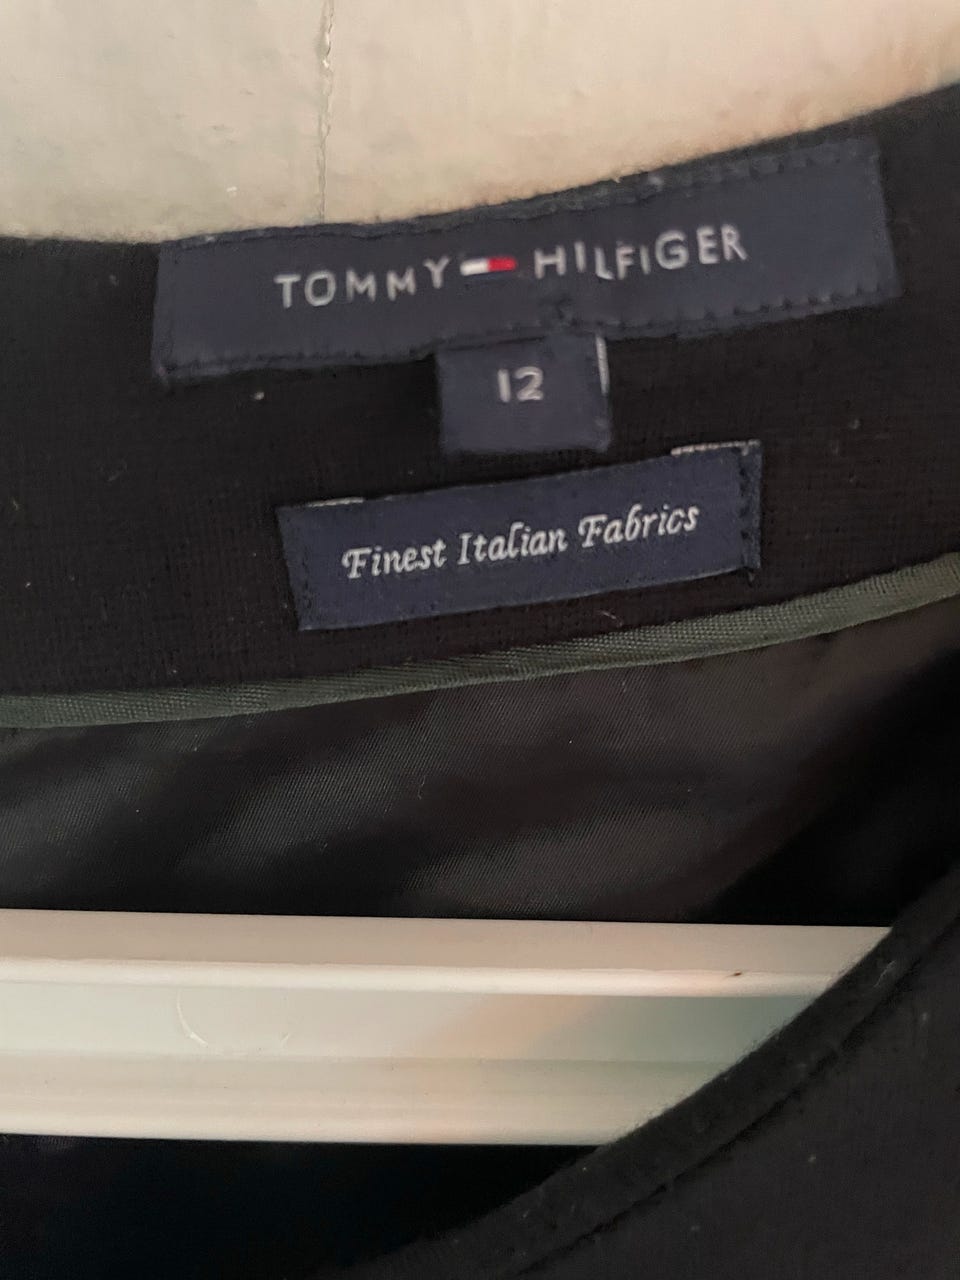 TOMMY HILFIGER
12
Finest Italian Fabrics